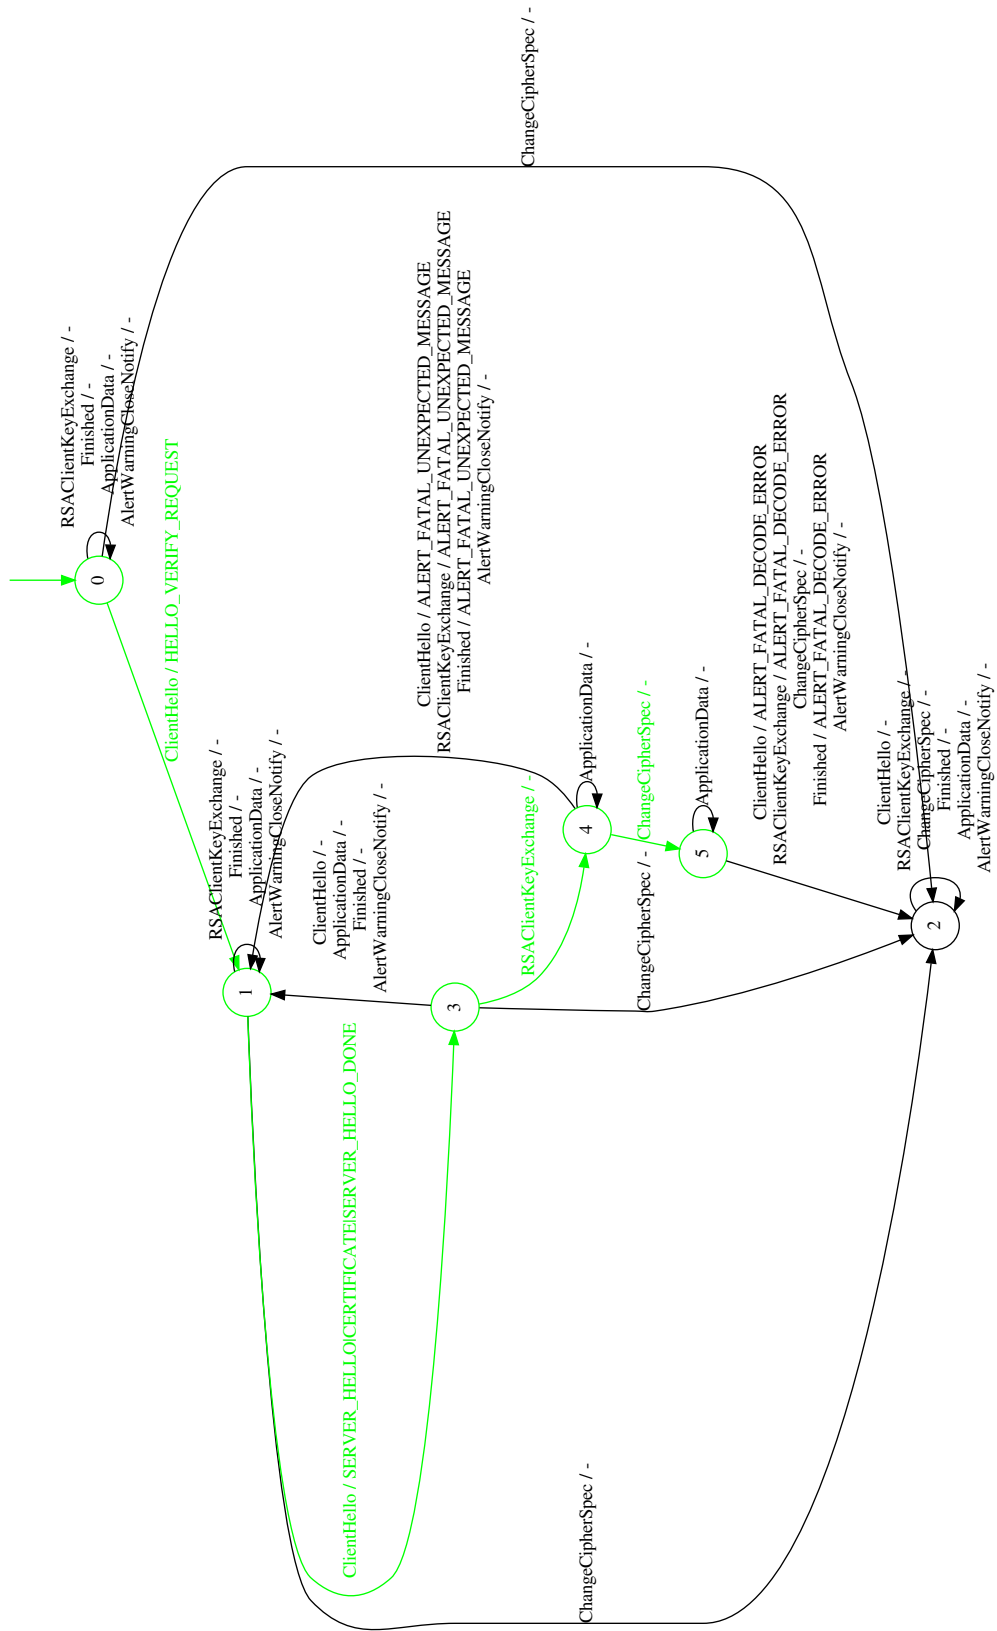 ChangeCipherSpec / -
RSAClientKeyExchange / -
Finished / -
ApplicationData / -
AlertWarningCloseNotify / -
0
ClientHello / HELLO_VERIFY_REQUEST
ClientHello / ALERT_FATAL_UNEXPECTED_MESSAGE
RSAClientKeyExchange / ALERT_FATAL_UNEXPECTED_MESSAGE
Finished / ALERT_FATAL_UNEXPECTED_MESSAGE
AlertWarningCloseNotify / -
RSAClientKeyExchange / -
Finished / -
ApplicationData / -
AlertWarningCloseNotify / -
1
ClientHello / -
ApplicationData / -
Finished / -
AlertWarningCloseNotify / -
3
RSAClientKeyExchange / -
ApplicationData / -
4
ChangeCipherSpec / -
ApplicationData / -
5
ClientHello / ALERT_FATAL_DECODE_ERROR
RSAClientKeyExchange / ALERT_FATAL_DECODE_ERROR
ChangeCipherSpec / -
Finished / ALERT_FATAL_DECODE_ERROR
AlertWarningCloseNotify / -
ChangeCipherSpec / -
ClientHello / -
RSAClientKeyExchange / -
ChangeCipherSpec / -
Finished / -
ApplicationData / -
AlertWarningCloseNotify / -
2
ClientHello / SERVER_HELLO|CERTIFICATE|SERVER_HELLO_DONE
ChangeCipherSpec / -